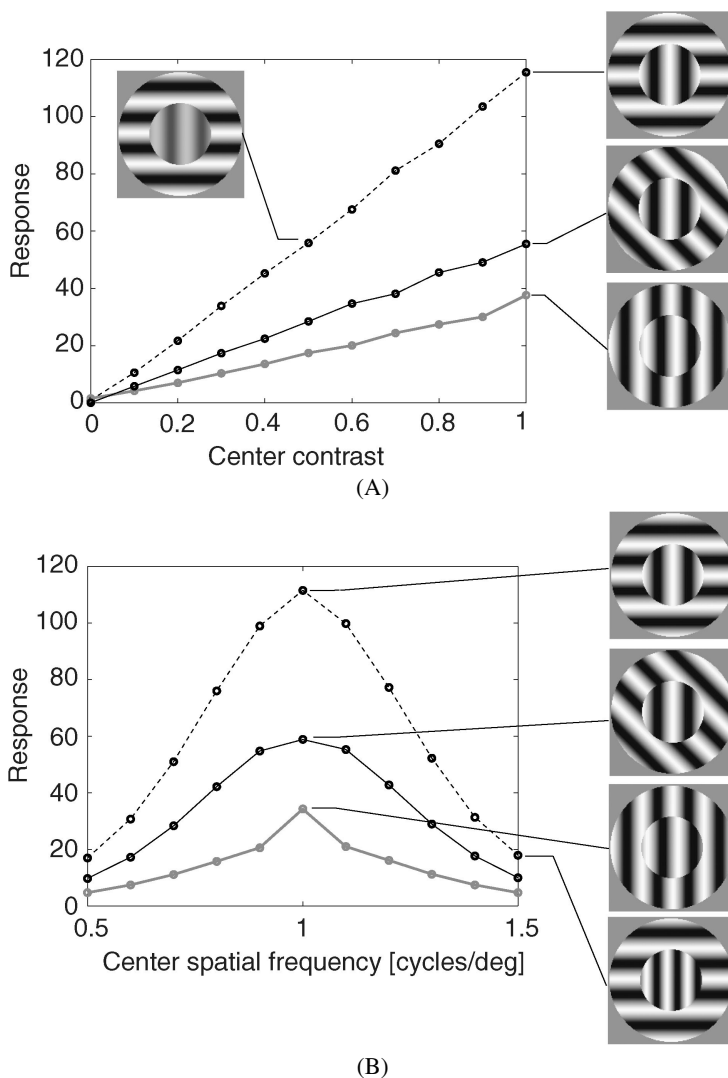 120
100
80
60
40
20
0
Response
0 0.2 0.4 0.6 0.8 1
Center contrast
(A)
120
100
80
60
40
20
0
Response
0.5 1 1.5
Center spatial frequency [cycles/deg]
(B)